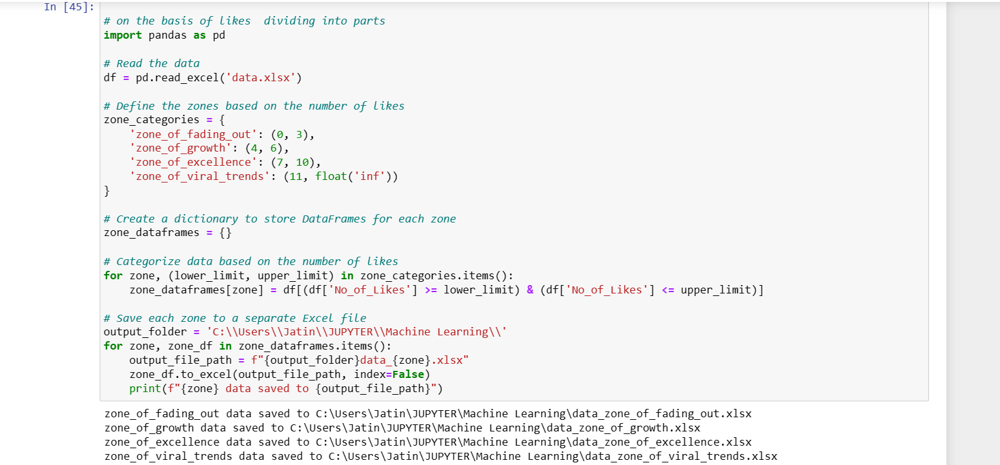 In [45]:
# on the basis of likes  dividing into parts
import pandas as pd
# Read the data
df = pd.read_excel('data.xlsx')
# Define the zones based on the number of likes
zone_categories = {
    'zone_of_fading_out': (0, 3),
    'zone_of_growth': (4, 6),
    'zone_of_excellence': (7, 10),
    'zone_of_viral_trends': (11, float('inf'))
}
# Create a dictionary to store DataFrames for each zone
zone_dataframes = {}
# Categorize data based on the number of likes
for zone, (lower_limit, upper_limit) in zone_categories.items():
    zone_dataframes[zone] = df[(df['No_of_Likes'] >= lower_limit) & (df['No_of_Likes'] <= upper_limit)]
# Save each zone to a separate Excel file
output_folder = 'C:\\Users\\Jatin\\JUPYTER\\Machine Learning\\'
for zone, zone_df in zone_dataframes.items():
    output_file_path = f"{output_folder}data_{zone}.xlsx"
    zone_df.to_excel(output_file_path, index=False)
    print(f"{zone} data saved to {output_file_path}")
zone_of_fading_out data saved to C:\Users\Jatin\JUPYTER\Machine Learning\data_zone_of_fading_out.xlsx
zone_of_growth data saved to C:\Users\Jatin\JUPYTER\Machine Learning\data_zone_of_growth.xlsx
zone_of_excellence data saved to C:\Users\Jatin\JUPYTER\Machine Learning\data_zone_of_excellence.xlsx
zone_of_viral_trends data saved to C:\Users\Jatin\JUPYTER\Machine Learning\data_zone_of_viral_trends.xlsx